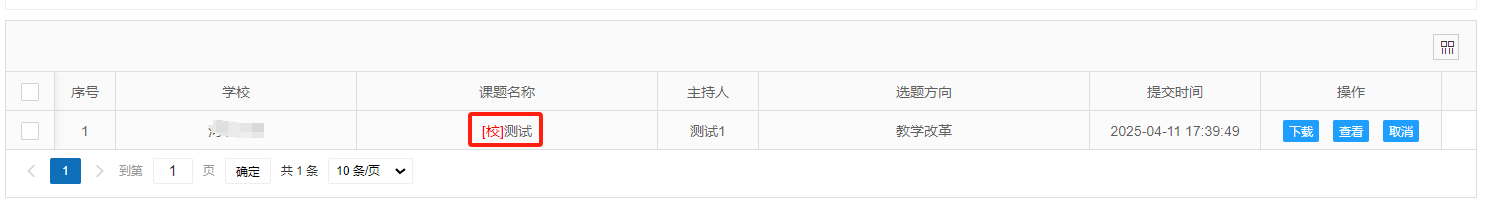 序号 学校 课题名称 主持人 选题方向 提交时间 操作
1 [校]测试 测试1 教学改革 2025-04-11 17:39:49 下载 查看 取消
1 到第 1 页 确定 共 1 条 10 条/页